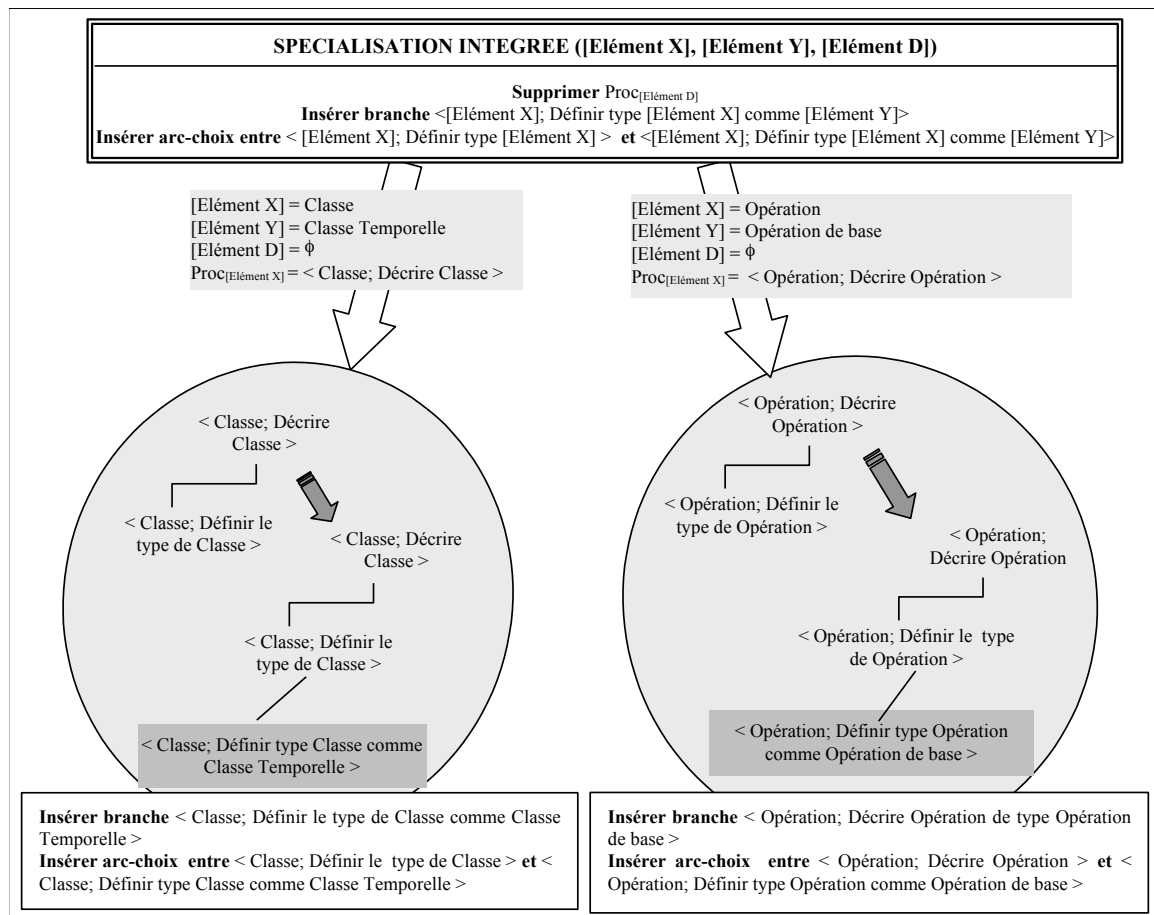 SPECIALISATION INTEGREE ([Elément X], [Elément Y], [Elément D])
Supprimer Proc[Elément D]
Insérer branche <[Elément X]; Définir type [Elément X] comme [Elément Y]>
Insérer arc-choix entre < [Elément X]; Définir type [Elément X] > et <[Elément X]; Définir type [Elément X] comme [Elément Y]>
[Elément X] = Classe
[Elément Y] = Classe Temporelle
[Elément D] = ϕ
Proc[Elément X] = < Classe; Décrire Classe >
[Elément X] = Opération
[Elément Y] = Opération de base
[Elément D] = ϕ
Proc[Elément X] = < Opération; Décrire Opération >
< Classe; Décrire
Classe >
< Classe; Définir le
type de Classe >
< Classe; Décrire
Classe >
< Classe; Définir le
type de Classe >
< Classe; Définir type Classe comme
Classe Temporelle >
< Opération; Décrire
Opération >
< Opération; Définir le
type de Opération >
< Opération;
Décrire Opération
< Opération; Définir le type
de Opération >
< Opération; Définir type Opération
comme Opération de base >
Insérer branche < Classe; Définir le type de Classe comme Classe
Temporelle >
Insérer arc-choix entre < Classe; Définir le type de Classe > et <
Classe; Définir type Classe comme Classe Temporelle >
Insérer branche < Opération; Décrire Opération de type Opération
de base >
Insérer arc-choix entre < Opération; Décrire Opération > et <
Opération; Définir type Opération comme Opération de base >